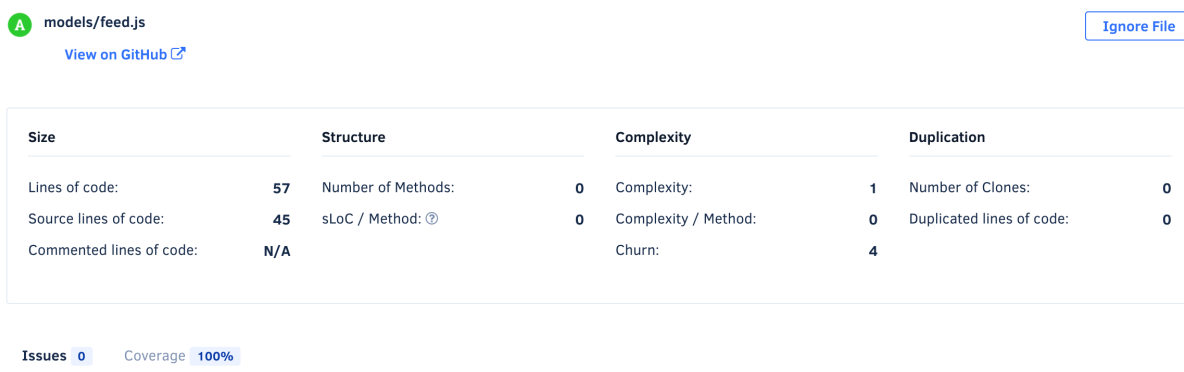 A models/feed.js
Ignore File
View on GitHub
Size Structure Complexity Duplication
Lines of code: 57 Number of Methods: 0 Complexity: 1 Number of Clones: 0
Source lines of code: 45 sLoC / Method: ? 0 Complexity / Method: 0 Duplicated lines of code: 0
Commented lines of code: N/A Churn: 4
Issues 0 Coverage 100%